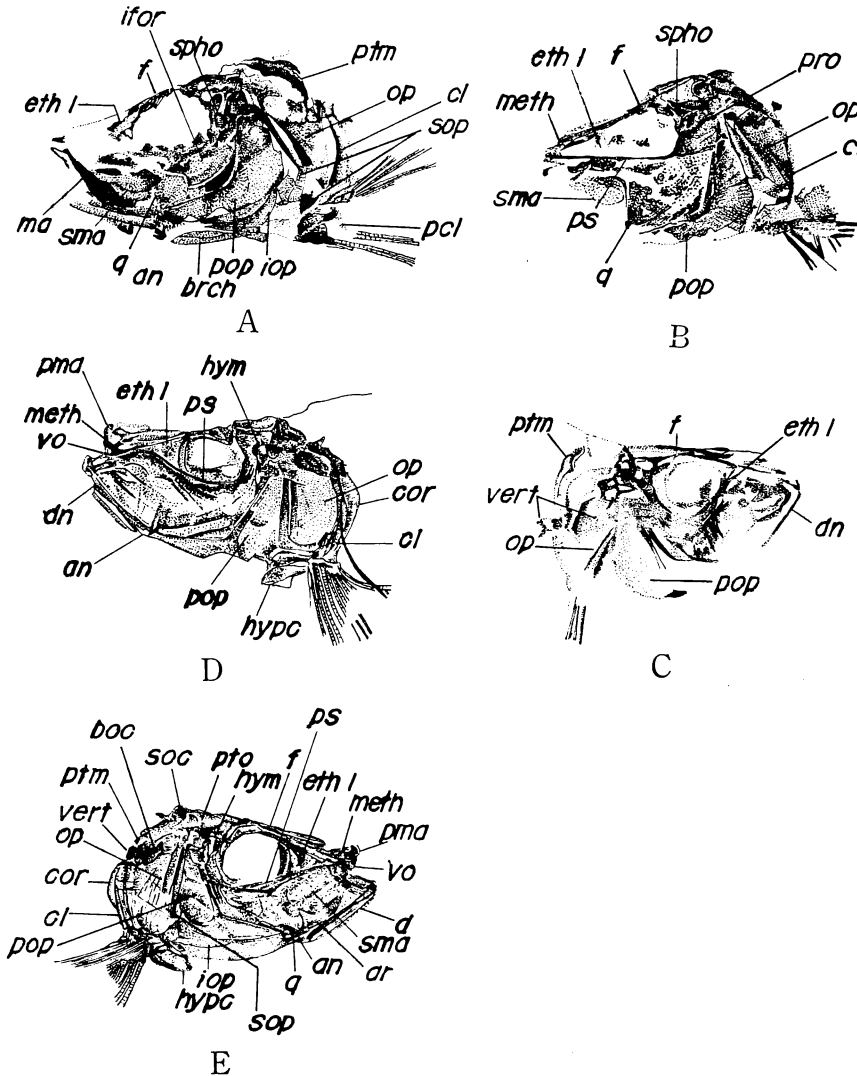 ifor
spho
ptm
f
op
eth l
cl
sop
ma
sma
q
an
pop
iop
pcl
brch
A
spho
eth l
f
pro
meth
op
c
sma
ps
q
pop
B
pma
hym
eth l
meth
ps
vo
op
cor
dn
cl
an
pop
hypc
D
f
ptm
eth l
vert
dn
op
pop
C
ps
boc
soc
f
pto
ptm
hym
eth l
vert
meth
op
pma
cor
vo
cl
d
pop
sma
iop
q
an
ar
hypc
sop
E